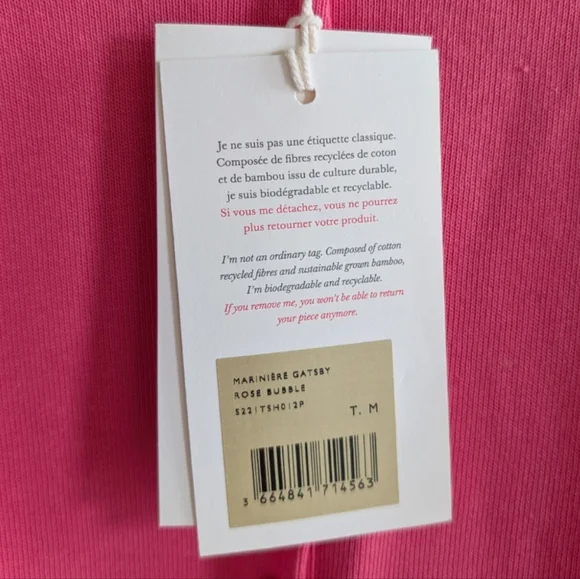 Je ne suis pas une étiquette classique.
Composée de fibres recyclées de coton
et de bambou issu de culture durable,
je suis biodégradable et recyclable.
Si vous me détachez, vous ne pourrez
plus retourner votre produit.
I'm not an ordinary tag. Composed of cotton
recycled fibres and sustainable grown bamboo,
I'm biodegradable and recyclable.
If you remove me, you won't be able to return
your piece anymore.
MARINIÈRE GATSBY
ROSE BUBBLE
S221TSH012P
T. M
3 664841 714563